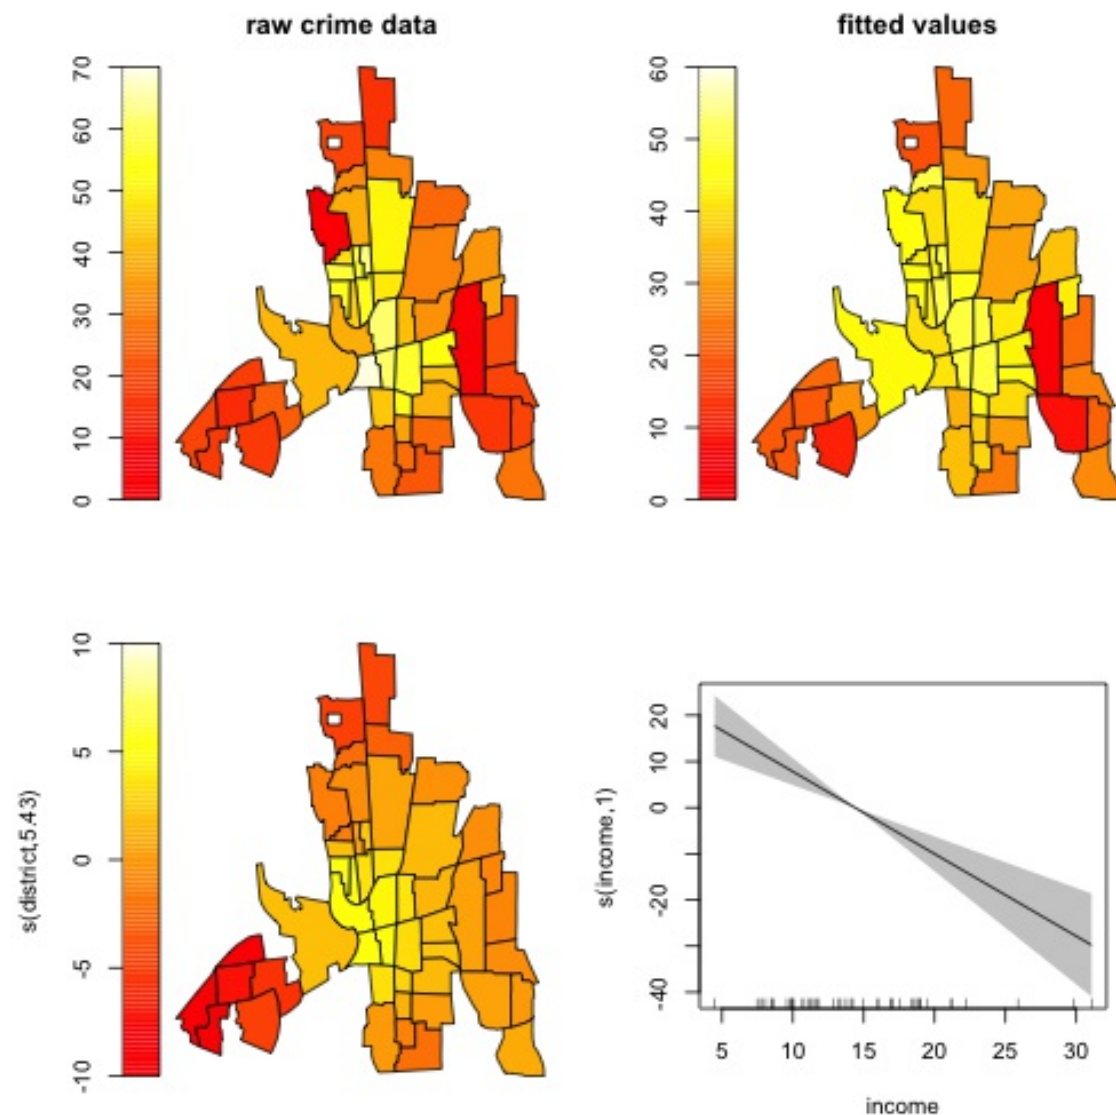 raw crime data
0 10 20 30 40 50 60 70
fitted values
0 10 20 30 40 50 60
s(district,5.43)
-10 -5 0 5 10
s(income,1)
-40 -20 0 10 20
5 10 15 20 25 30
income